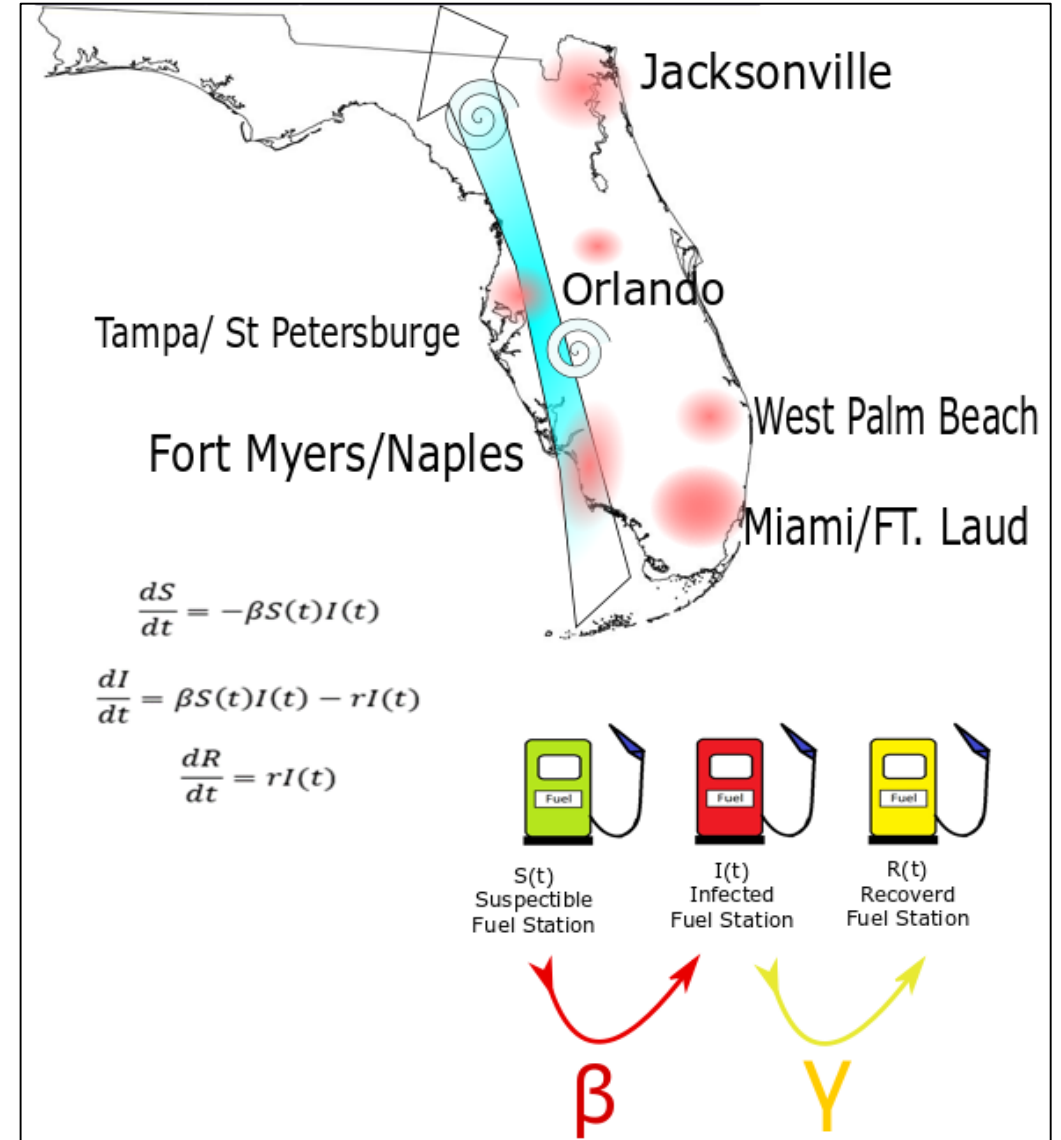 Jacksonville
Orlando
Tampa/ St Petersburge
West Palm Beach
Fort Myers/Naples
Miami/FT. Laud
dS/dt = −βS(t)I(t)
dI/dt = βS(t)I(t) − rI(t)
dR/dt = rI(t)
Fuel Fuel Fuel
S(t)
Suspectible
Fuel Station
I(t)
Infected
Fuel Station
R(t)
Recoverd
Fuel Station
β γ